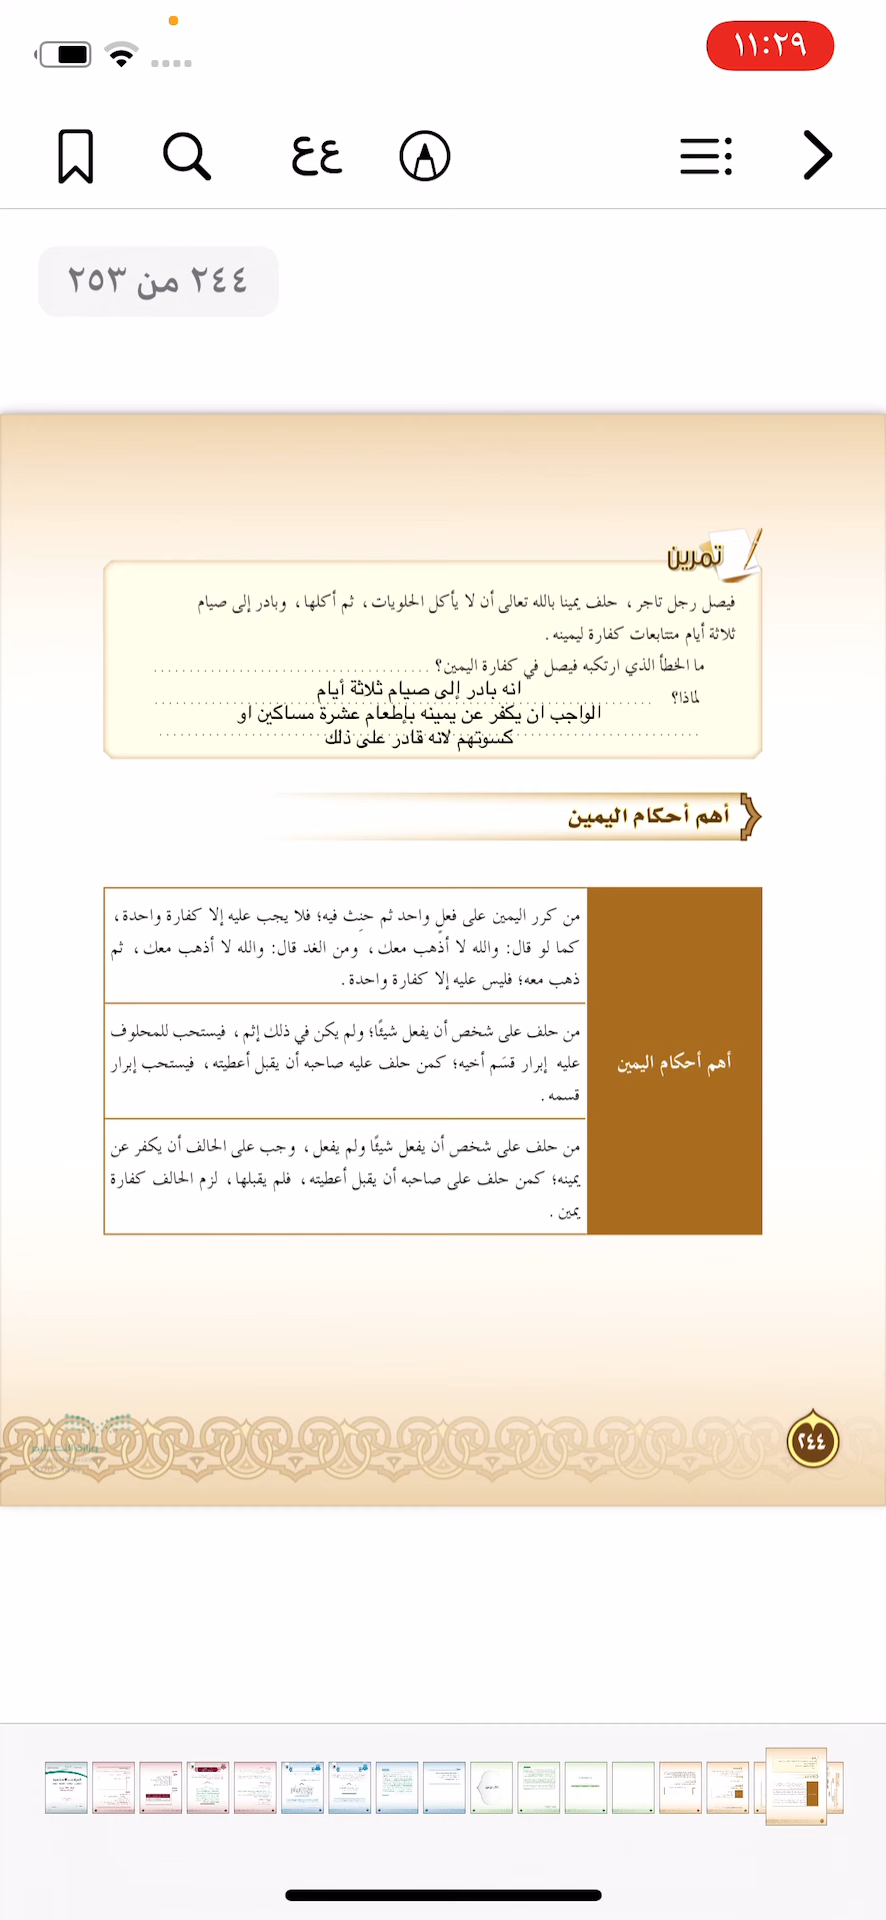 ١١:٢٩
عع
٢٤٤ من ٢٥٣
تمرين
فيصل رجل تاجر، حلف يمينا بالله تعالى أن لا يأكل الحلويات، ثم أكلها، وبادر إلى صيام
ثلاثة أيام متتابعات كفارة ليمينه.
ما الخطأ الذي ارتكبه فيصل في كفارة اليمين؟
انه بادر إلى صيام ثلاثة أيام
لماذا؟
الواجب ان يكفر عن يمينه بإطعام عشرة مساكين او
كسوتهم لانه قادر على ذلك
أهم أحكام اليمين
أهم أحكام اليمين
من كرر اليمين على فعلٍ واحد ثم حنِث فيه؛ فلا يجب عليه إلا كفارة واحدة،
كما لو قال: والله لا أذهب معك، ومن الغد قال: والله لا أذهب معك، ثم
ذهب معه؛ فليس عليه إلا كفارة واحدة.
من حلف على شخص أن يفعل شيئًا؛ ولم يكن في ذلك إثم، فيستحب للمحلوف
عليه إبرار قسَم أخيه؛ كمن حلف عليه صاحبه أن يقبل أعطيته، فيستحب إبرار
قسمه.
من حلف على شخص أن يفعل شيئًا ولم يفعل، وجب على الحالف أن يكفر عن
يمينه؛ كمن حلف على صاحبه أن يقبل أعطيته، فلم يقبلها، لزم الحالف كفارة
يمين.
٢٤٤